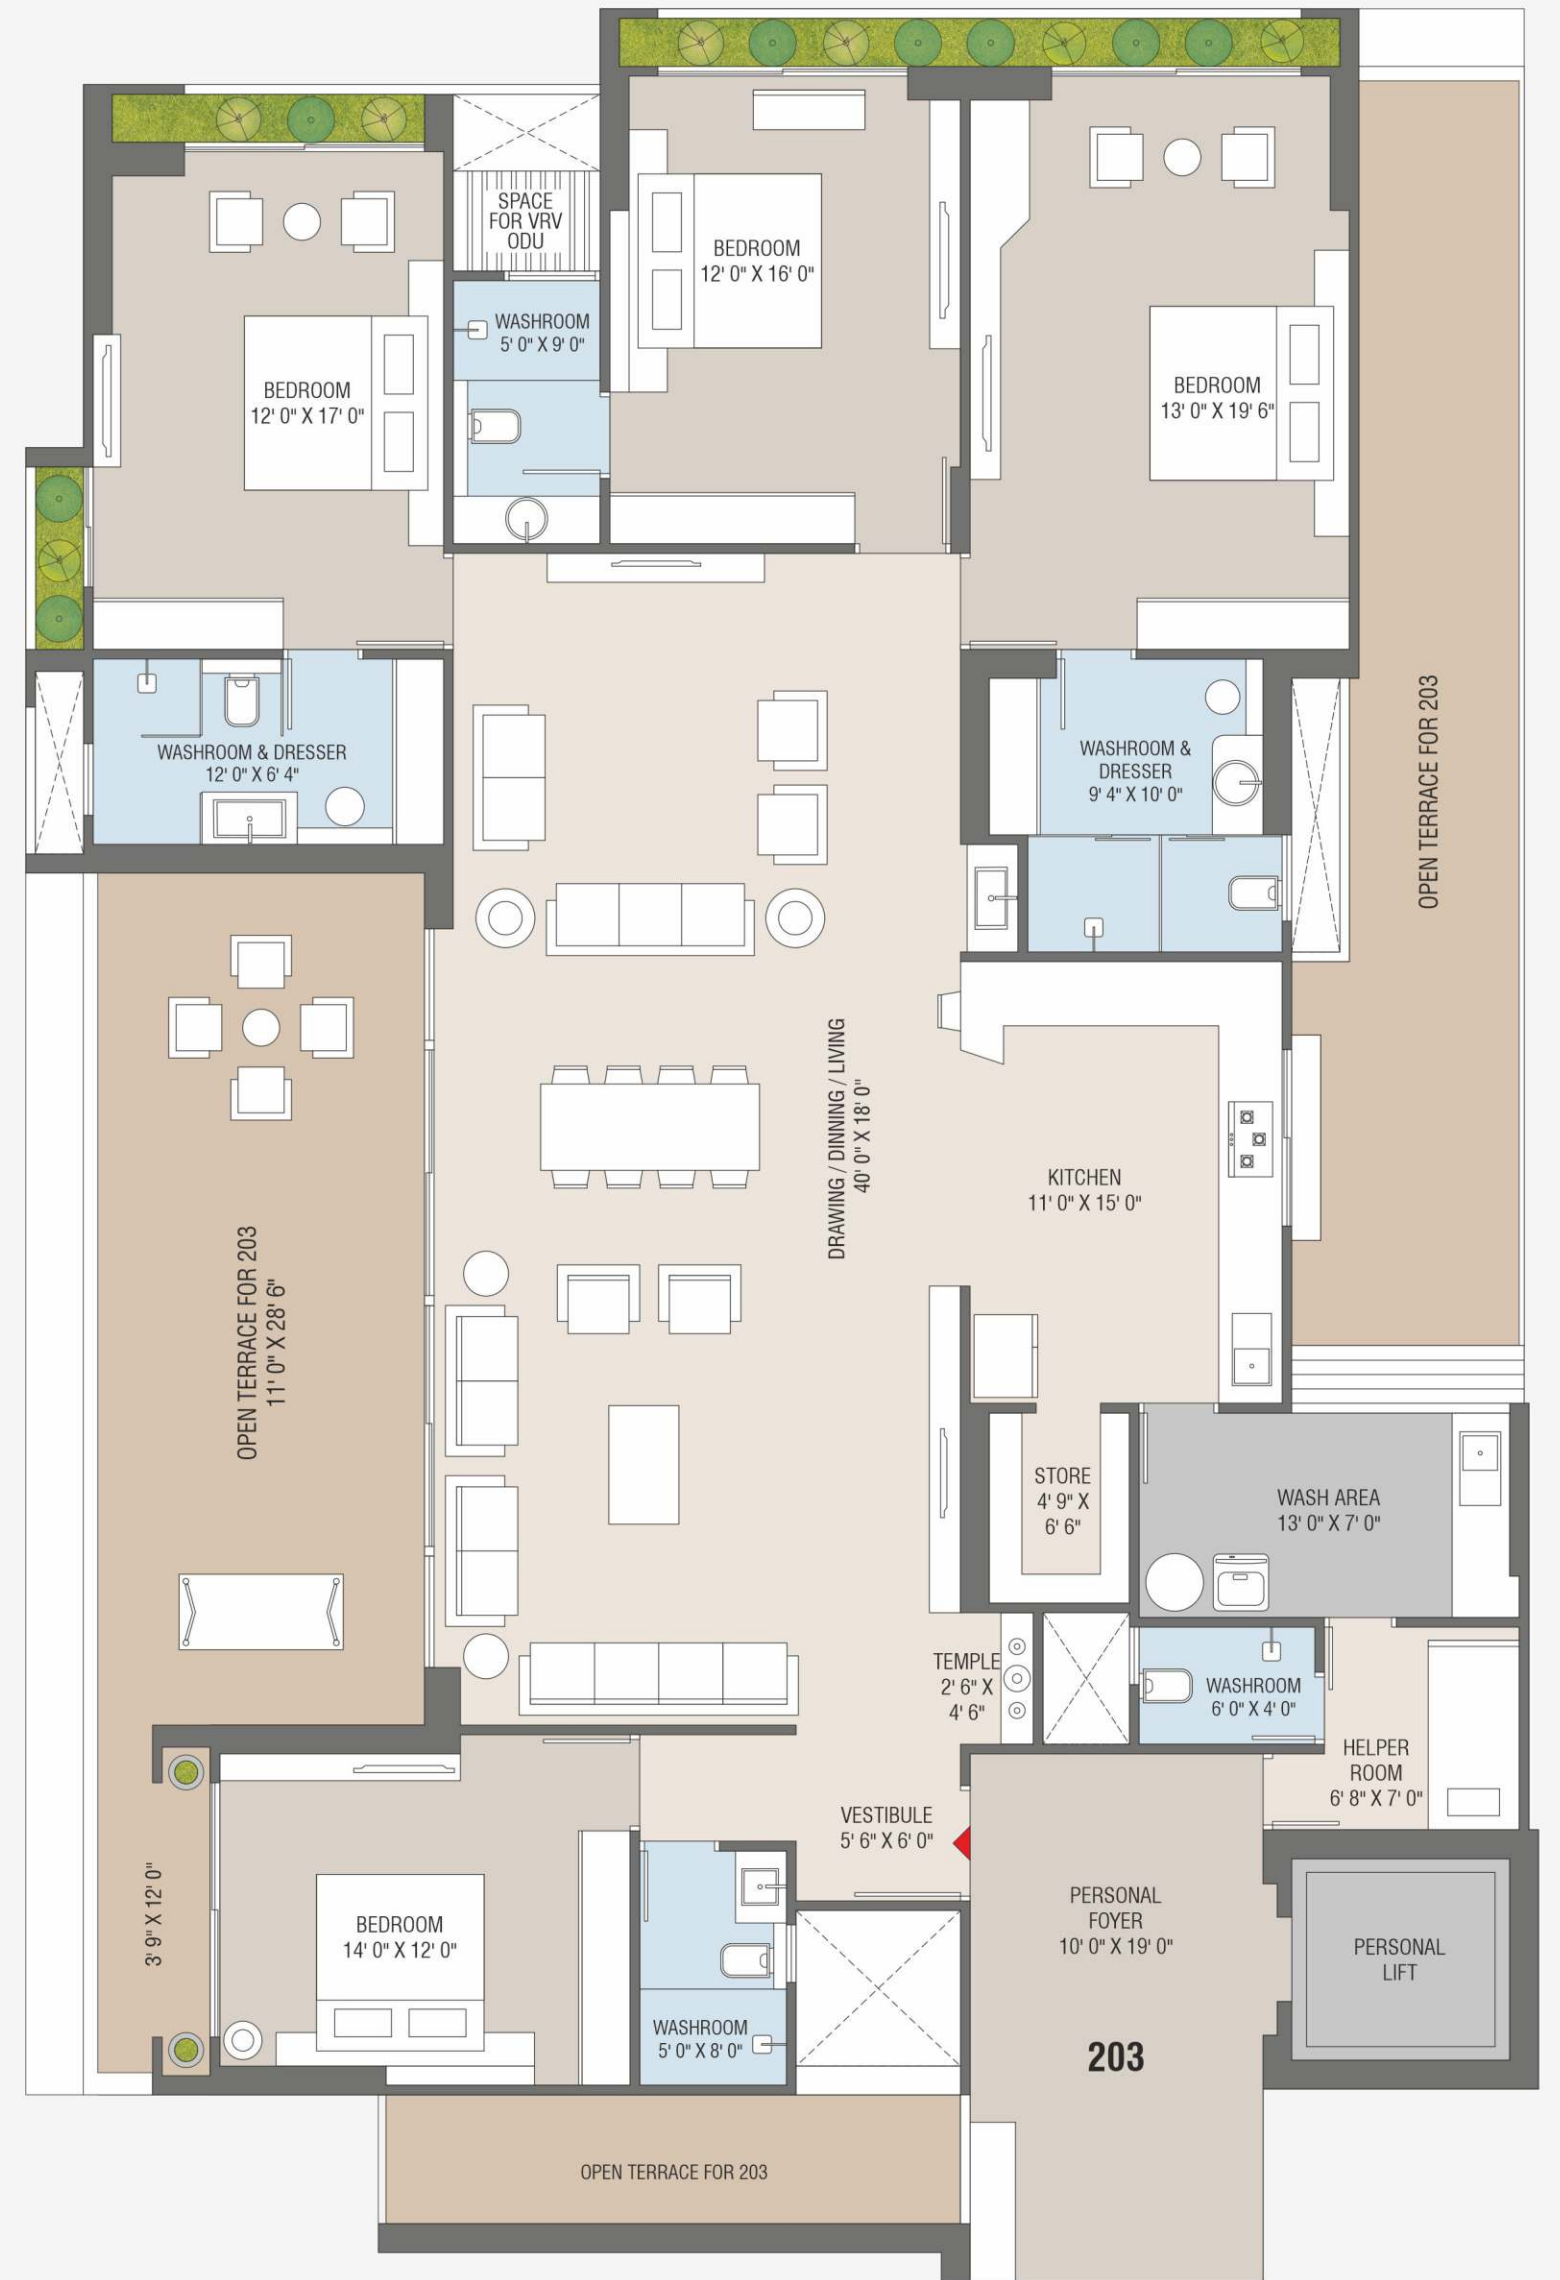 SPACE
FOR VRV
ODU
BEDROOM
12' 0" X 16' 0"
WASHROOM
5' 0" X 9' 0"
BEDROOM
12' 0" X 17' 0"
BEDROOM
13' 0" X 19' 6"
WASHROOM & DRESSER
12' 0" X 6' 4"
WASHROOM &
DRESSER
9' 4" X 10' 0"
OPEN TERRACE FOR 203
DRAWING / DINNING / LIVING
40' 0" X 18' 0"
KITCHEN
11' 0" X 15' 0"
OPEN TERRACE FOR 203
11' 0" X 28' 6"
STORE
4' 9" X
6' 6"
WASH AREA
13' 0" X 7' 0"
TEMPLE
2' 6" X
4' 6"
WASHROOM
6' 0" X 4' 0"
HELPER
ROOM
6' 8" X 7' 0"
VESTIBULE
5' 6" X 6' 0"
3' 9" X 12' 0"
BEDROOM
14' 0" X 12' 0"
PERSONAL
FOYER
10' 0" X 19' 0"
PERSONAL
LIFT
WASHROOM
5' 0" X 8' 0"
203
OPEN TERRACE FOR 203